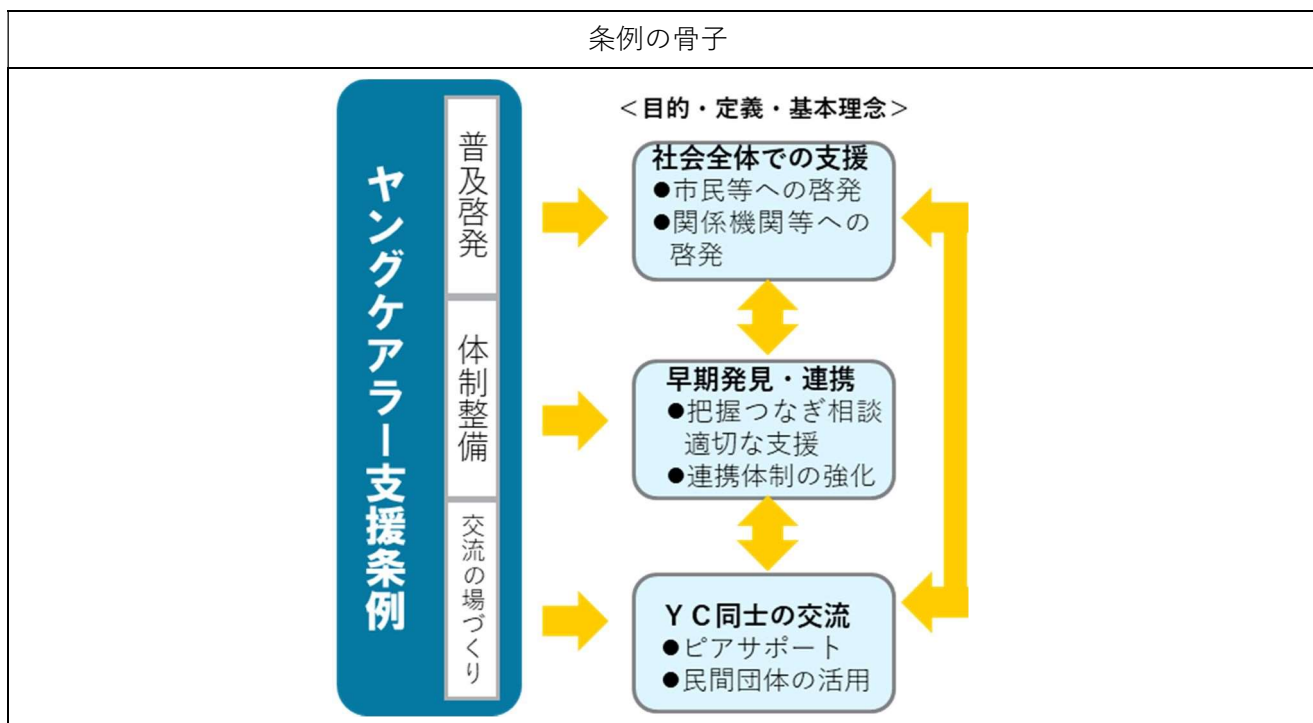 条例の骨子
ヤングケアラー支援条例
普及啓発
体制整備
交流の場づくり
＜目的・定義・基本理念＞
社会全体での支援
●市民等への啓発
●関係機関等への
啓発
早期発見・連携
●把握つなぎ相談
適切な支援
●連携体制の強化
ＹＣ同士の交流
●ピアサポート
●民間団体の活用